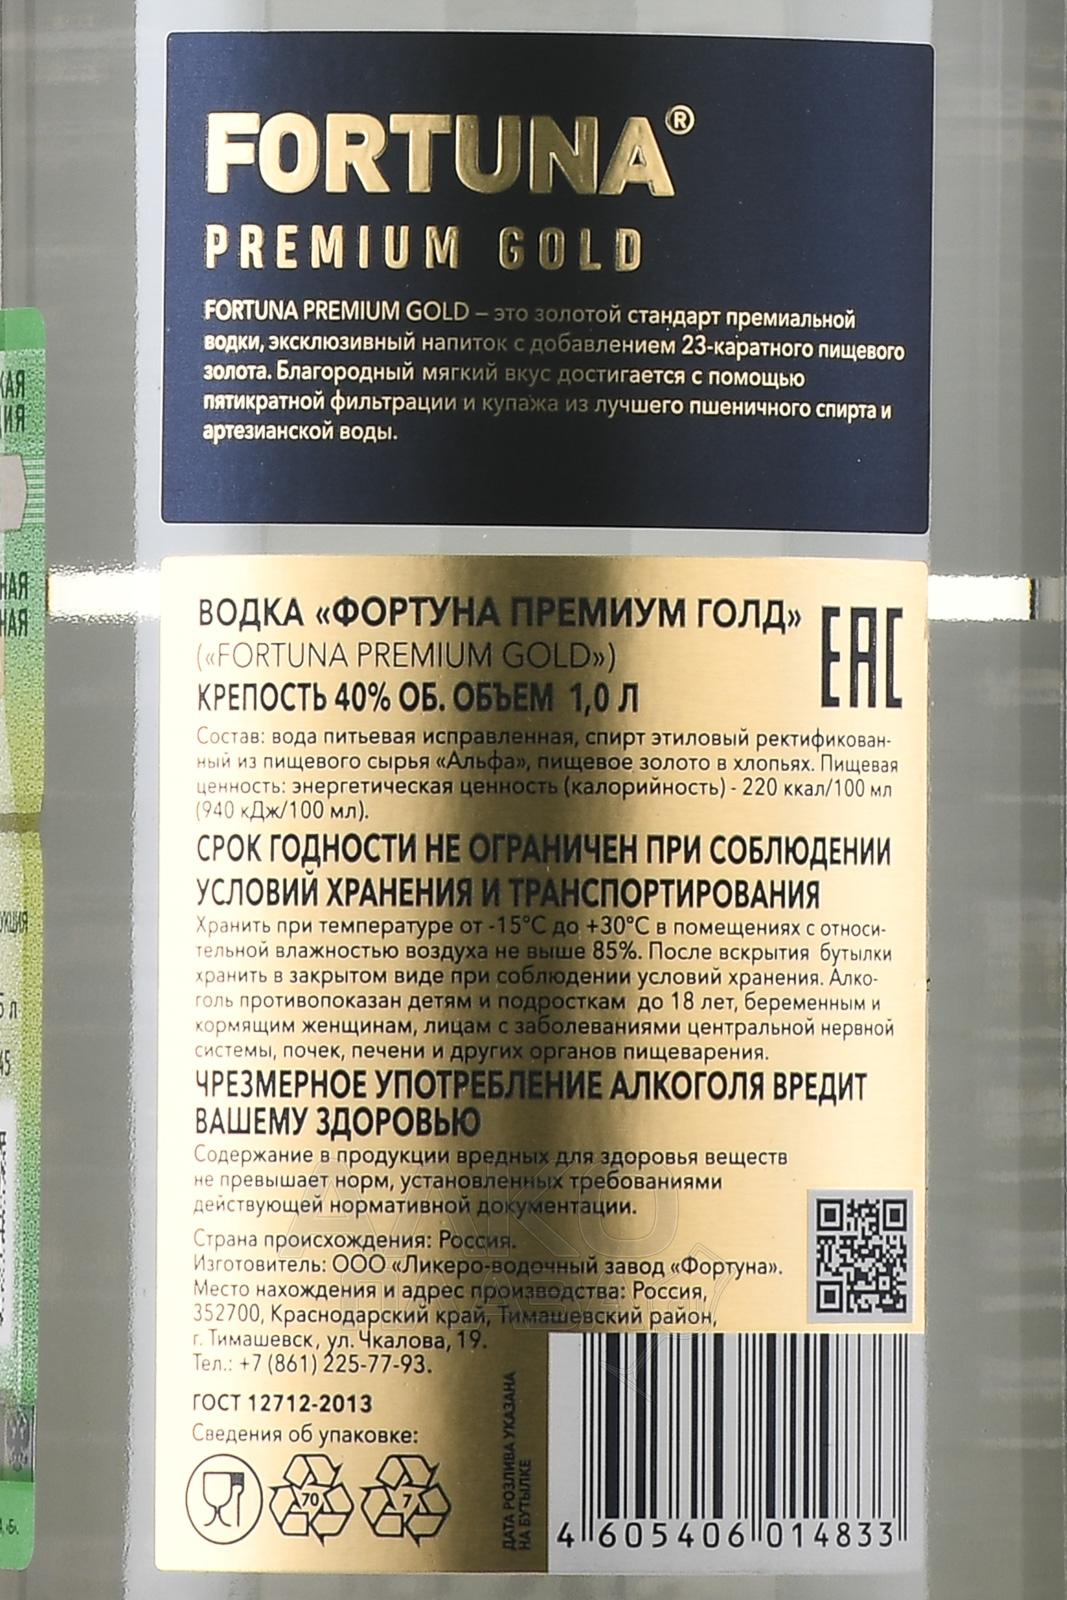 FORTUNA®
PREMIUM GOLD
FORTUNA PREMIUM GOLD – это золотой стандарт премиальной
водки, эксклюзивный напиток с добавлением 23-каратного пищевого
золота. Благородный мягкий вкус достигается с помощью
пятикратной фильтрации и купажа из лучшего пшеничного спирта и
артезианской воды.
ВОДКА «ФОРТУНА ПРЕМИУМ ГОЛД»
(«FORTUNA PREMIUM GOLD»)
КРЕПОСТЬ 40% ОБ. ОБЪЕМ 1,0 Л
EAC
Состав: вода питьевая исправленная, спирт этиловый ректификован-
ный из пищевого сырья «Альфа», пищевое золото в хлопьях. Пищевая
ценность: энергетическая ценность (калорийность) - 220 ккал/100 мл
(940 кДж/100 мл).
СРОК ГОДНОСТИ НЕ ОГРАНИЧЕН ПРИ СОБЛЮДЕНИИ
УСЛОВИЙ ХРАНЕНИЯ И ТРАНСПОРТИРОВАНИЯ
Хранить при температуре от -15°С до +30°С в помещениях с относи-
тельной влажностью воздуха не выше 85%. После вскрытия бутылки
хранить в закрытом виде при соблюдении условий хранения. Алко-
голь противопоказан детям и подросткам до 18 лет, беременным и
кормящим женщинам, лицам с заболеваниями центральной нервной
системы, почек, печени и других органов пищеварения.
ЧРЕЗМЕРНОЕ УПОТРЕБЛЕНИЕ АЛКОГОЛЯ ВРЕДИТ
ВАШЕМУ ЗДОРОВЬЮ
Содержание в продукции вредных для здоровья веществ
не превышает норм, установленных требованиями
действующей нормативной документации.
Страна происхождения: Россия.
Изготовитель: ООО «Ликеро-водочный завод «Фортуна».
Место нахождения и адрес производства: Россия,
352700, Краснодарский край, Тимашевский район,
г. Тимашевск, ул. Чкалова, 19.
Тел.: +7 (861) 225-77-93.
ГОСТ 12712-2013
Сведения об упаковке:
70
7
ДАТА РОЗЛИВА УКАЗАНА
НА БУТЫЛКЕ
4 605406 014833